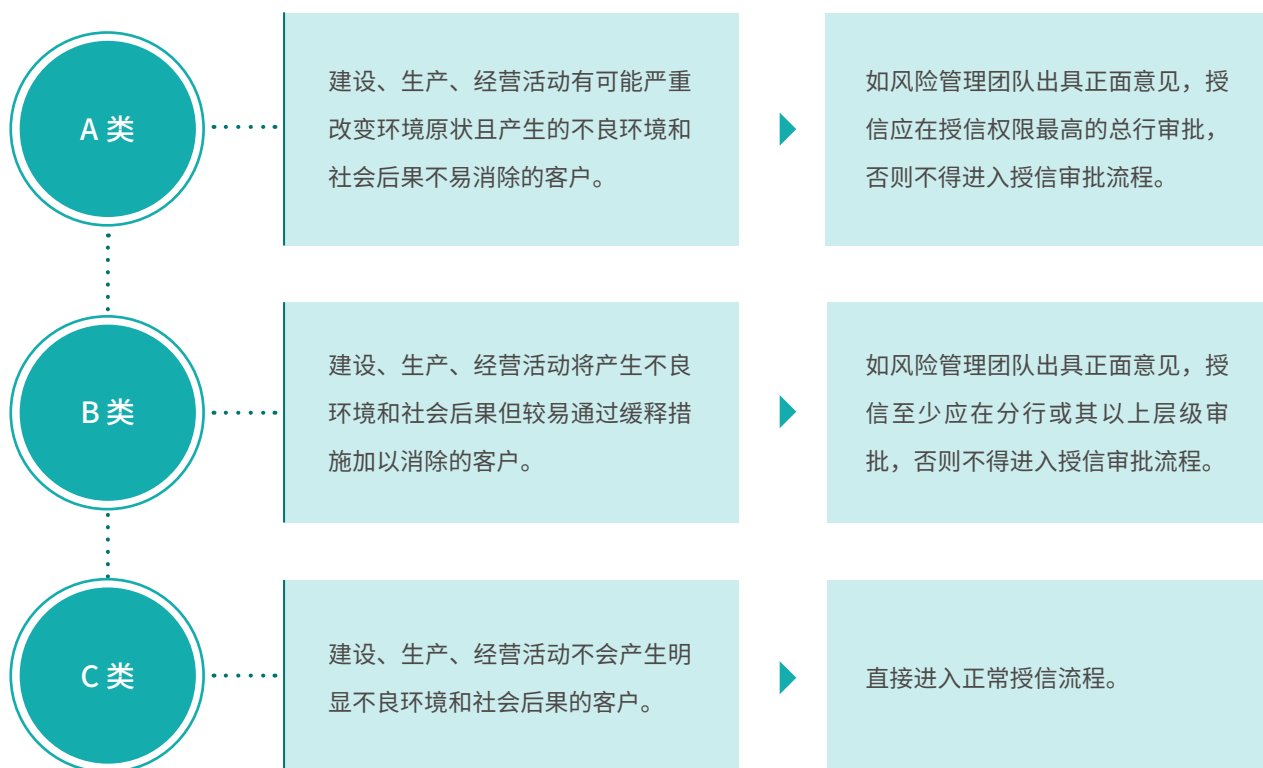 A 类
建设、生产、经营活动有可能严重
改变环境原状且产生的不良环境和
社会后果不易消除的客户。
如风险管理团队出具正面意见，授
信应在授信权限最高的总行审批，
否则不得进入授信审批流程。
B 类
建设、生产、经营活动将产生不良
环境和社会后果但较易通过缓释措
施加以消除的客户。
如风险管理团队出具正面意见，授
信至少应在分行或其以上层级审
批，否则不得进入授信审批流程。
C 类
建设、生产、经营活动不会产生明
显不良环境和社会后果的客户。
直接进入正常授信流程。